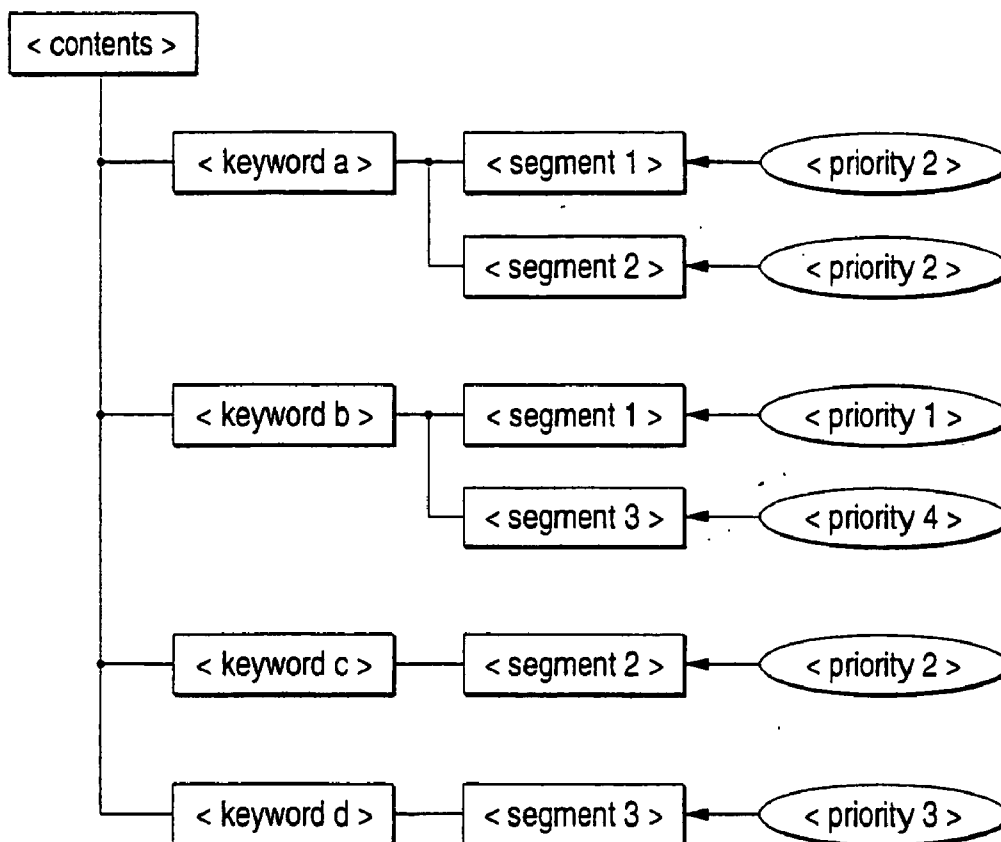 < contents >
< keyword a > < segment 1 > < priority 2 >
< segment 2 > < priority 2 >
< keyword b > < segment 1 > < priority 1 >
< segment 3 > < priority 4 >
< keyword c > < segment 2 > < priority 2 >
< keyword d > < segment 3 > < priority 3 >